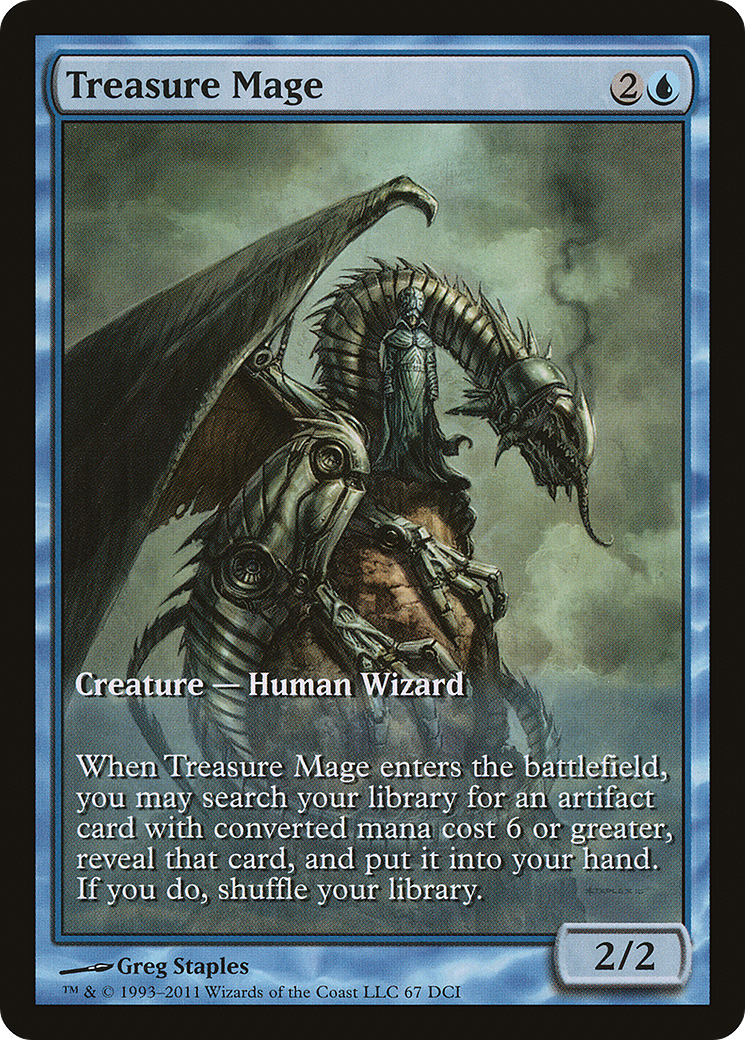 Treasure Mage 2
Creature — Human Wizard
When Treasure Mage enters the battlefield,
you may search your library for an artifact
card with converted mana cost 6 or greater,
reveal that card, and put it into your hand.
If you do, shuffle your library.
2/2
Greg Staples
™ & © 1993–2011 Wizards of the Coast LLC 67 DCI